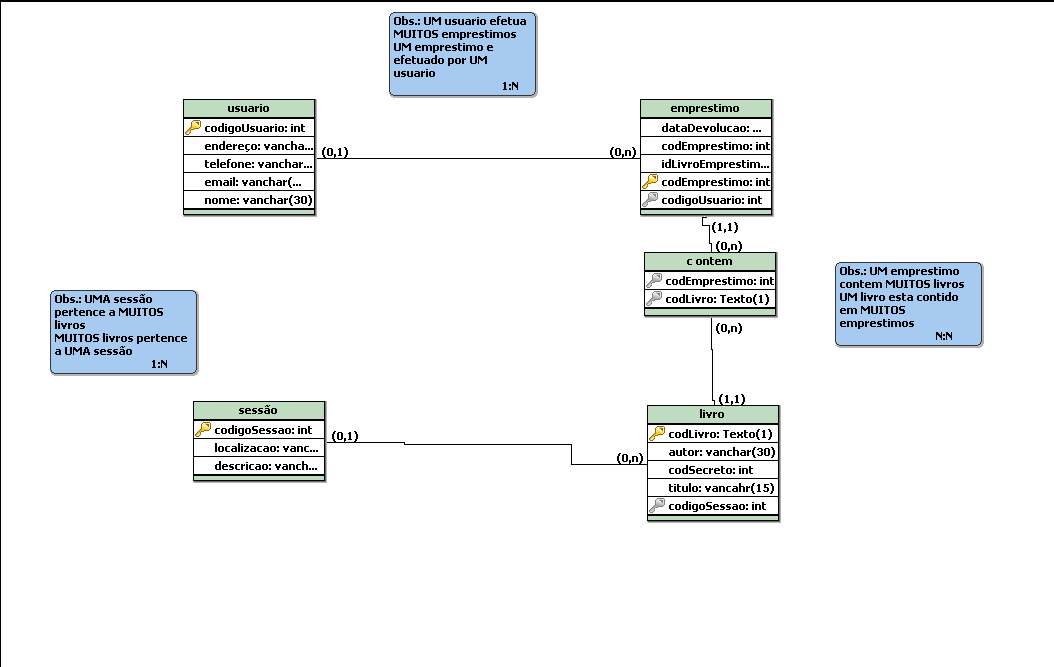 Obs.: UM usuario efetua
MUITOS emprestimos
UM emprestimo e
efetuado por UM
usuario
1:N
usuario
codigoUsuario: int
endereço: vancha...
telefone: vanchar...
email: vanchar(...
nome: vanchar(30)
(0,1)
(0,n)
emprestimo
dataDevolucao: ...
codEmprestimo: int
idLivroEmprestim...
codEmprestimo: int
codigoUsuario: int
(1,1)
(0,n)
c ontem
codEmprestimo: int
codLivro: Texto(1)
(0,n)
(1,1)
Obs.: UM emprestimo
contem MUITOS livros
UM livro esta contido
em MUITOS
emprestimos
N:N
Obs.: UMA sessão
pertence a MUITOS
livros
MUITOS livros pertence
a UMA sessão
1:N
sessão
codigoSessao: int
localizacao: vanc...
descricao: vanch...
(0,1)
(0,n)
livro
codLivro: Texto(1)
autor: vanchar(30)
codSecreto: int
titulo: vancahr(15)
codigoSessao: int